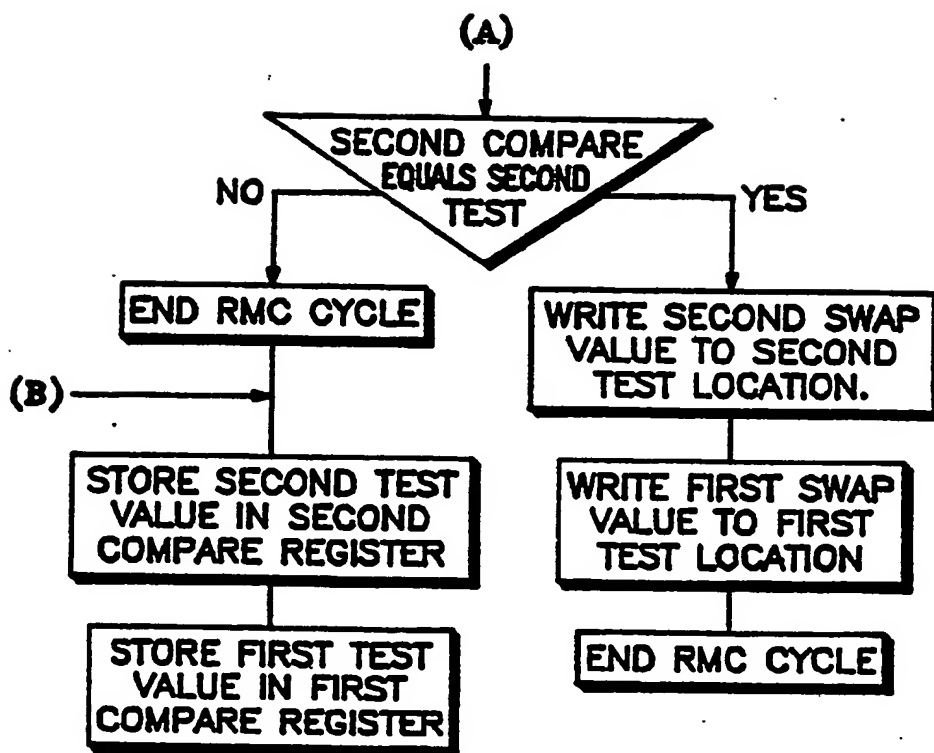 (A)
SECOND COMPARE
EQUALS SECOND
TEST
NO
YES
END RMC CYCLE
(B)
STORE SECOND TEST
VALUE IN SECOND
COMPARE REGISTER
STORE FIRST TEST
VALUE IN FIRST
COMPARE REGISTER
WRITE SECOND SWAP
VALUE TO SECOND
TEST LOCATION.
WRITE FIRST SWAP
VALUE TO FIRST
TEST LOCATION
END RMC CYCLE